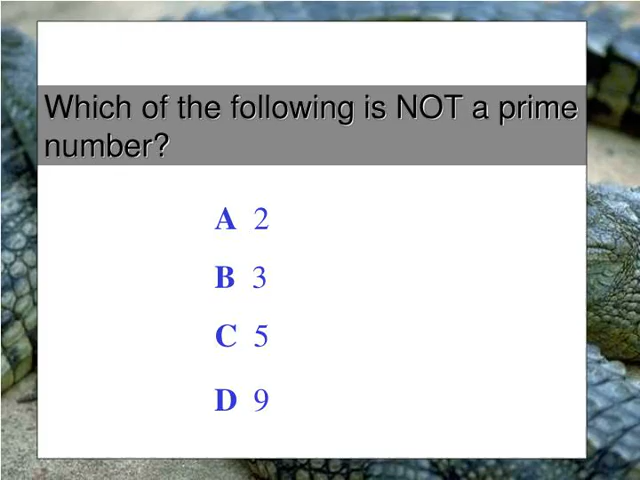 Which of the following is NOT a prime
number?
A 2
B 3
C 5
D 9